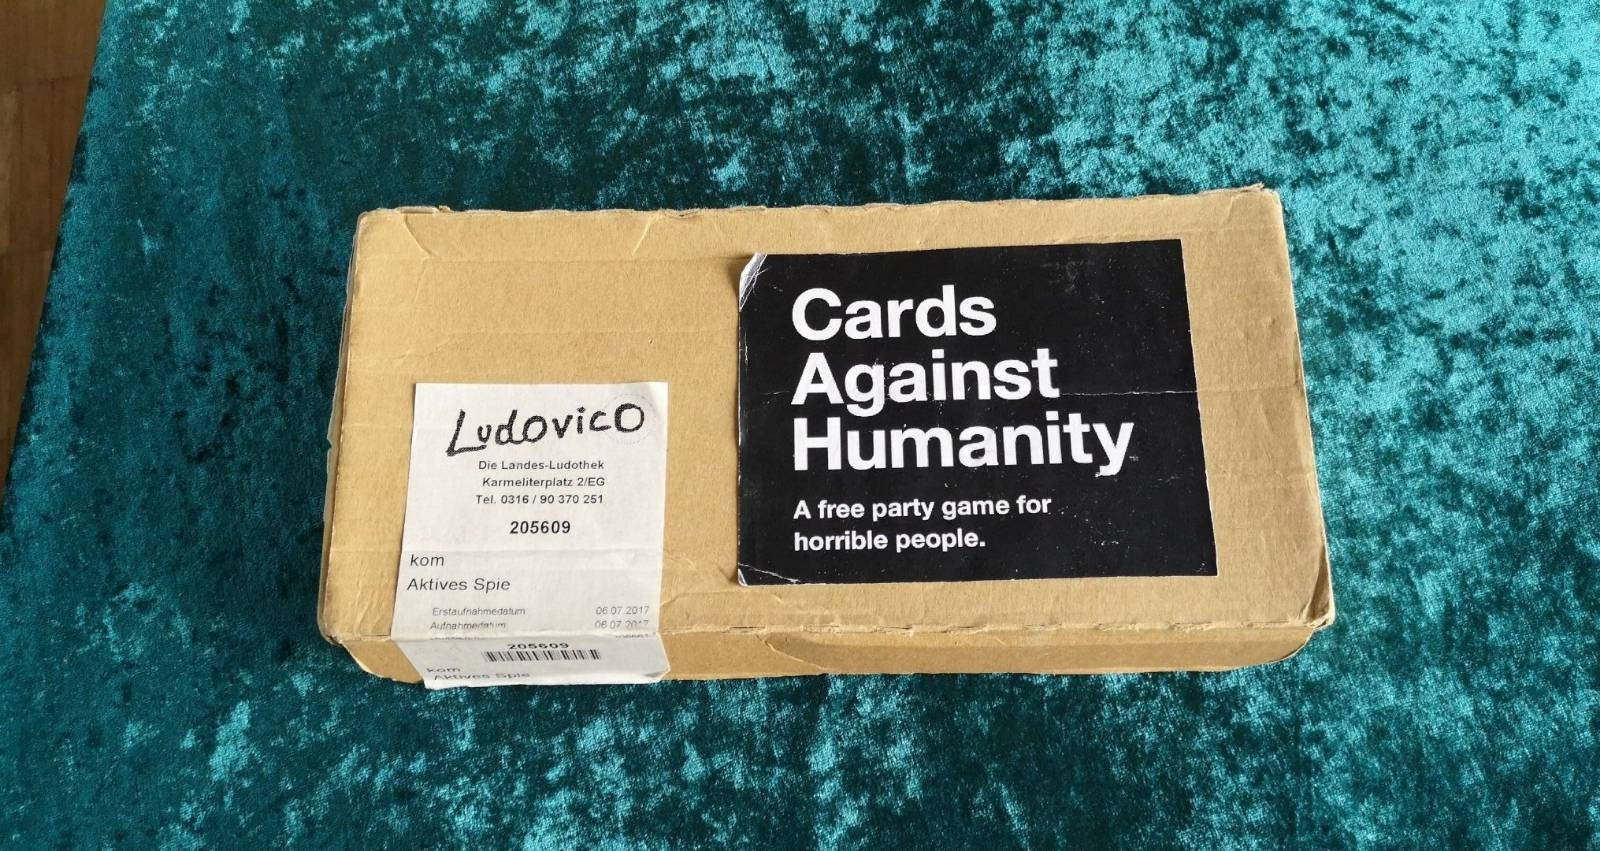 Ludovico
Die Landes-Ludothek
Karmeliterplatz 2/EG
Tel. 0316 / 90 370 251
205609
kom
Aktives Spie
Erstaufnahmedatum 06.07.2017
Aufnahmedatum 06.07.2017
205609
kom
Aktives Spie
Cards
Against
Humanity
A free party game for
horrible people.